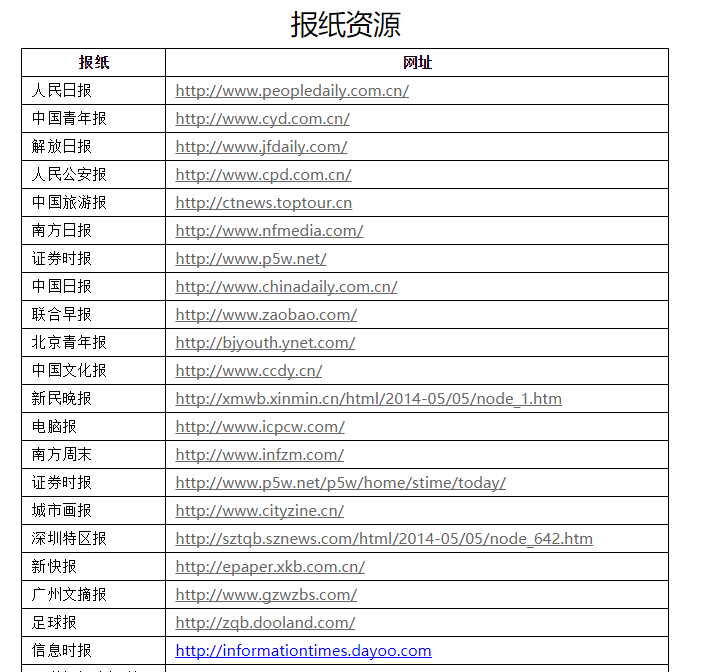 报纸资源
报纸 网址
人民日报 http://www.peopledaily.com.cn/
中国青年报 http://www.cyd.com.cn/
解放日报 http://www.jfdaily.com/
人民公安报 http://www.cpd.com.cn/
中国旅游报 http://ctnews.toptour.cn
南方日报 http://www.nfmedia.com/
证券时报 http://www.p5w.net/
中国日报 http://www.chinadaily.com.cn/
联合早报 http://www.zaobao.com/
北京青年报 http://bjyouth.ynet.com/
中国文化报 http://www.ccdy.cn/
新民晚报 http://xmwb.xinmin.cn/html/2014-05/05/node_1.htm
电脑报 http://www.icpcw.com/
南方周末 http://www.infzm.com/
证券时报 http://www.p5w.net/p5w/home/stime/today/
城市画报 http://www.cityzine.cn/
深圳特区报 http://sztqb.sznews.com/html/2014-05/05/node_642.htm
新快报 http://epaper.xkb.com.cn/
广州文摘报 http://www.gzwzbs.com/
足球报 http://zqb.dooland.com/
信息时报 http://informationtimes.dayoo.com